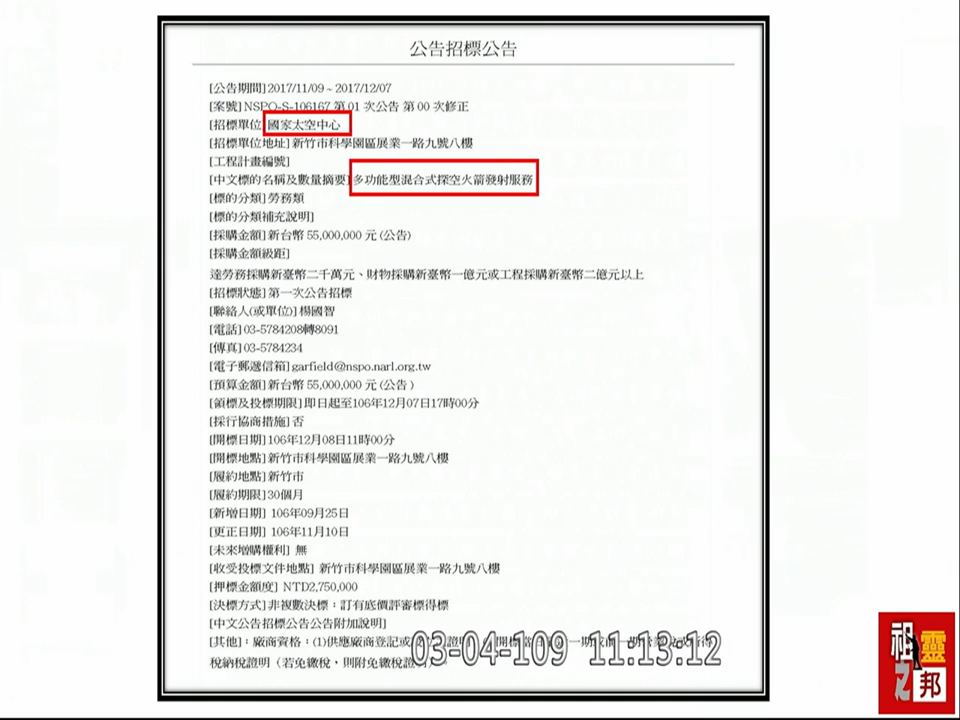 公告招標公告
[公告期間]2017/11/09~2017/12/07
[案號]NSPO-S-106167 第01 次公告 第00 次修正
[招標單位 國家太空中心
[招標單位地址]新竹市科學園區展業一路九號八樓
[工程計畫編號]
[中文標的名稱及數量摘要]多功能型混合式探空火箭發射服務
[標的分類]勞務類
[標的分類補充說明]
[採購金額]新台幣 55,000,000 元(公告)
[採購金額級距]
達勞務採購新臺幣二千萬元、財物採購新臺幣一億元或工程採購新臺幣二億元以上
[招標狀態]第一次公告招標
[聯絡人(或單位)]楊國智
[電話]03-5784208轉8091
[傳真]03-5784234
[電子郵遞信箱]garfield@nspo.narl.org.tw
[預算金額]新台幣 55,000,000 元(公告)
[領標及投標期限]即日起至106年12月07日17時00分
[採行協商措施]否
[開標日期]106年12月08日11時00分
[開標地點]新竹市科學園區展業一路九號八樓
[履約地點]新竹市
[履約期限]30個月
[新增日期] 106年09月25日
[更正日期] 106年11月10日
[未來增購權利] 無
[收受投標文件地點] 新竹市科學園區展業一路九號八樓
[押標金額度] NTD2,750,000
[決標方式]非複數決標：訂有底價評審標得標
[中文公告招標公告公告附加說明]
[其他]：廠商資格：(1)供應廠商登記或
稅納稅證明（若免繳稅，則附免繳稅證明
03-04-109 11:13:12
祖靈之邦